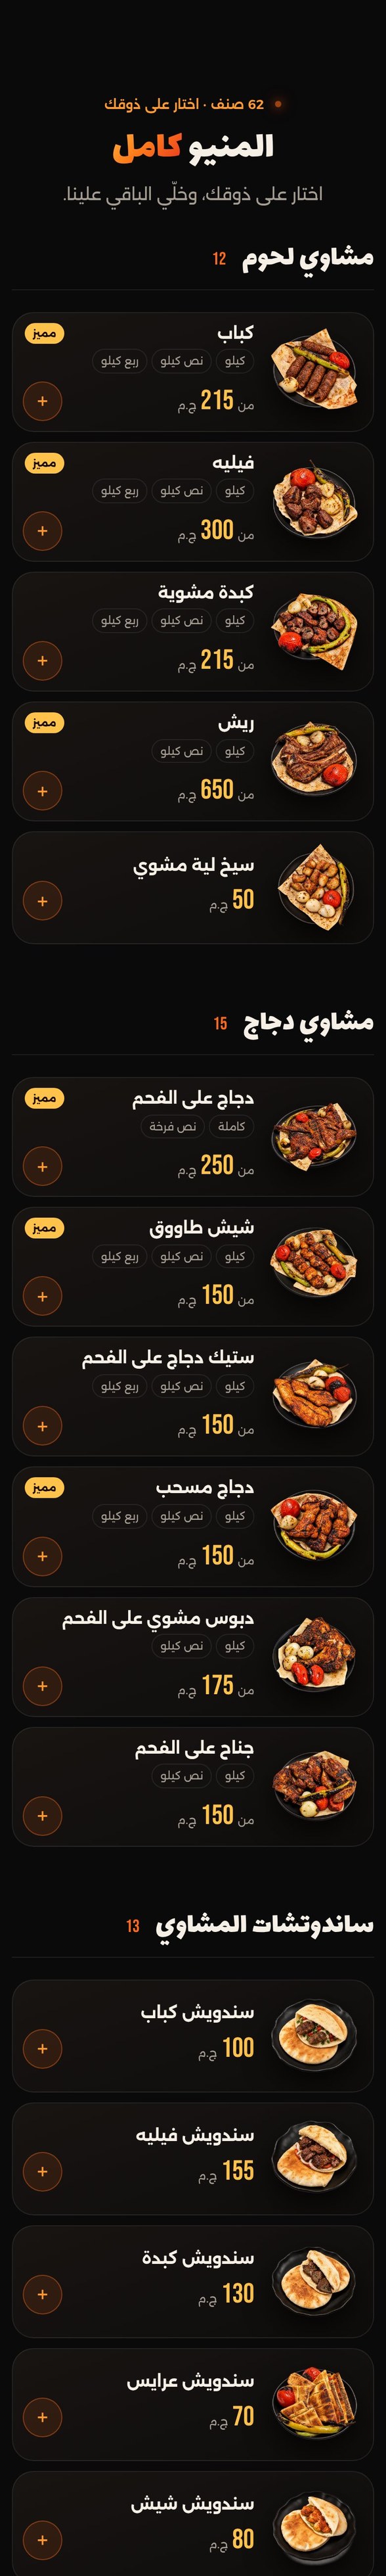 62 صنف · اختار على ذوقك
المنيو كامل
اختار على ذوقك، وخلّي الباقي علينا.
مشاوي لحوم 12
كباب
مميز
كيلو نص كيلو ربع كيلو
من 215 ج.م
+
فيليه
مميز
كيلو نص كيلو ربع كيلو
من 300 ج.م
+
كبدة مشوية
كيلو نص كيلو ربع كيلو
من 215 ج.م
+
ريش
مميز
كيلو نص كيلو
من 650 ج.م
+
سيخ لية مشوي
50 ج.م
+
مشاوي دجاج 15
دجاج على الفحم
مميز
كاملة نص فرخة
من 250 ج.م
+
شيش طاووق
مميز
كيلو نص كيلو ربع كيلو
من 150 ج.م
+
ستيك دجاج على الفحم
كيلو نص كيلو ربع كيلو
من 150 ج.م
+
دجاج مسحب
مميز
كيلو نص كيلو ربع كيلو
من 150 ج.م
+
دبوس مشوي على الفحم
كيلو نص كيلو
من 175 ج.م
+
جناح على الفحم
كيلو نص كيلو
من 150 ج.م
+
ساندوتشات المشاوي 13
سندويش كباب
100 ج.م
+
سندويش فيليه
155 ج.م
+
سندويش كبدة
130 ج.م
+
سندويش عرايس
70 ج.م
+
سندويش شيش
80 ج.م
+